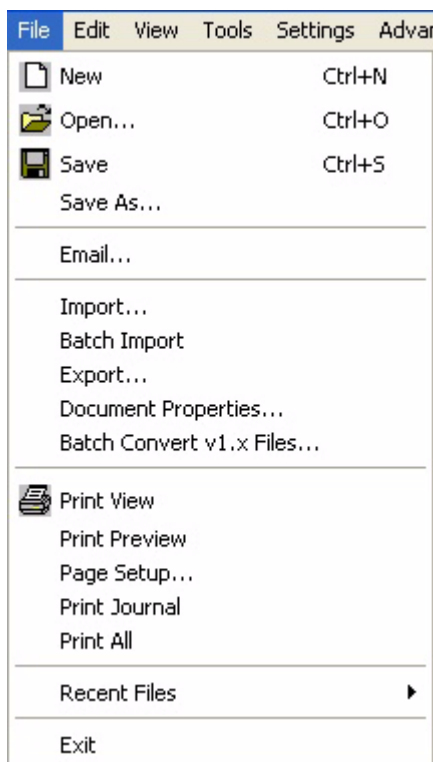 File Edit View Tools Settings Advan
New Ctrl+N
Open... Ctrl+O
Save Ctrl+S
Save As...
Email...
Import...
Batch Import
Export...
Document Properties...
Batch Convert v1.x Files...
Print View
Print Preview
Page Setup...
Print Journal
Print All
Recent Files
Exit